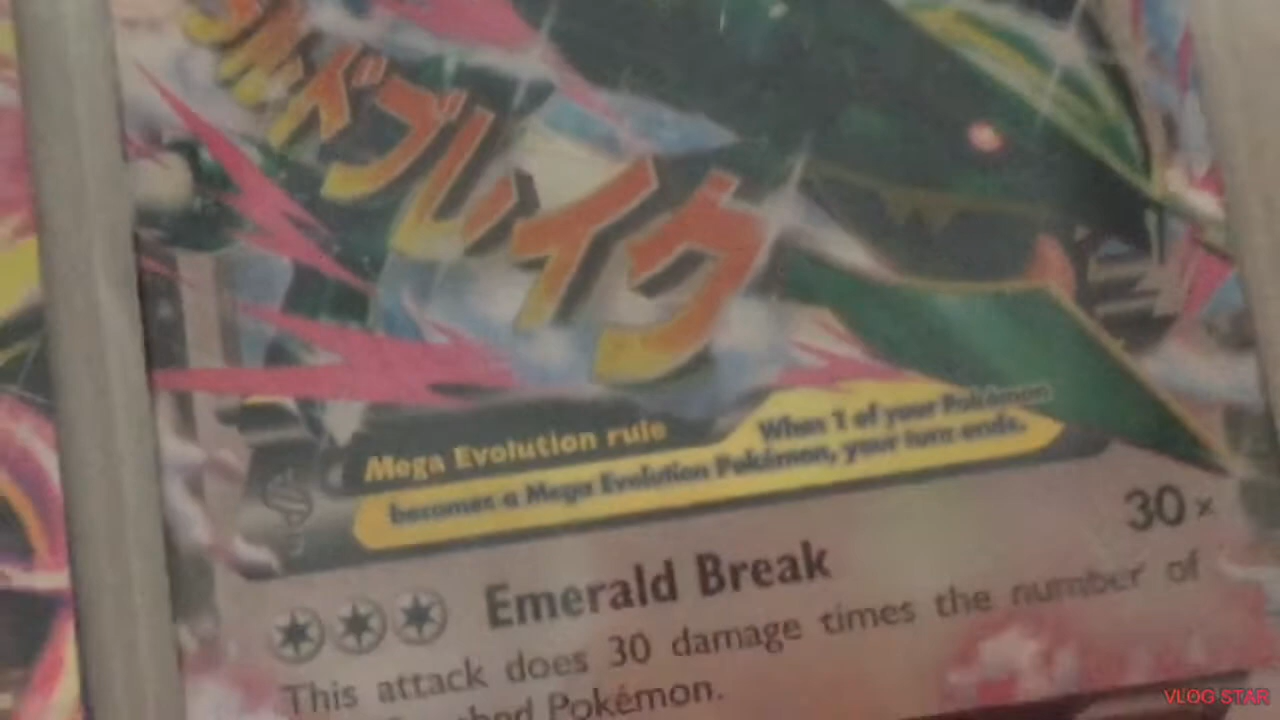 ズブレイク
Mega Evolution rule
When 1 of your Pokémon
becomes a Mega Evolution Pokémon, your turn ends.
Emerald Break
30×
This attack does 30 damage times the number of
Pokémon.
VLOG STAR